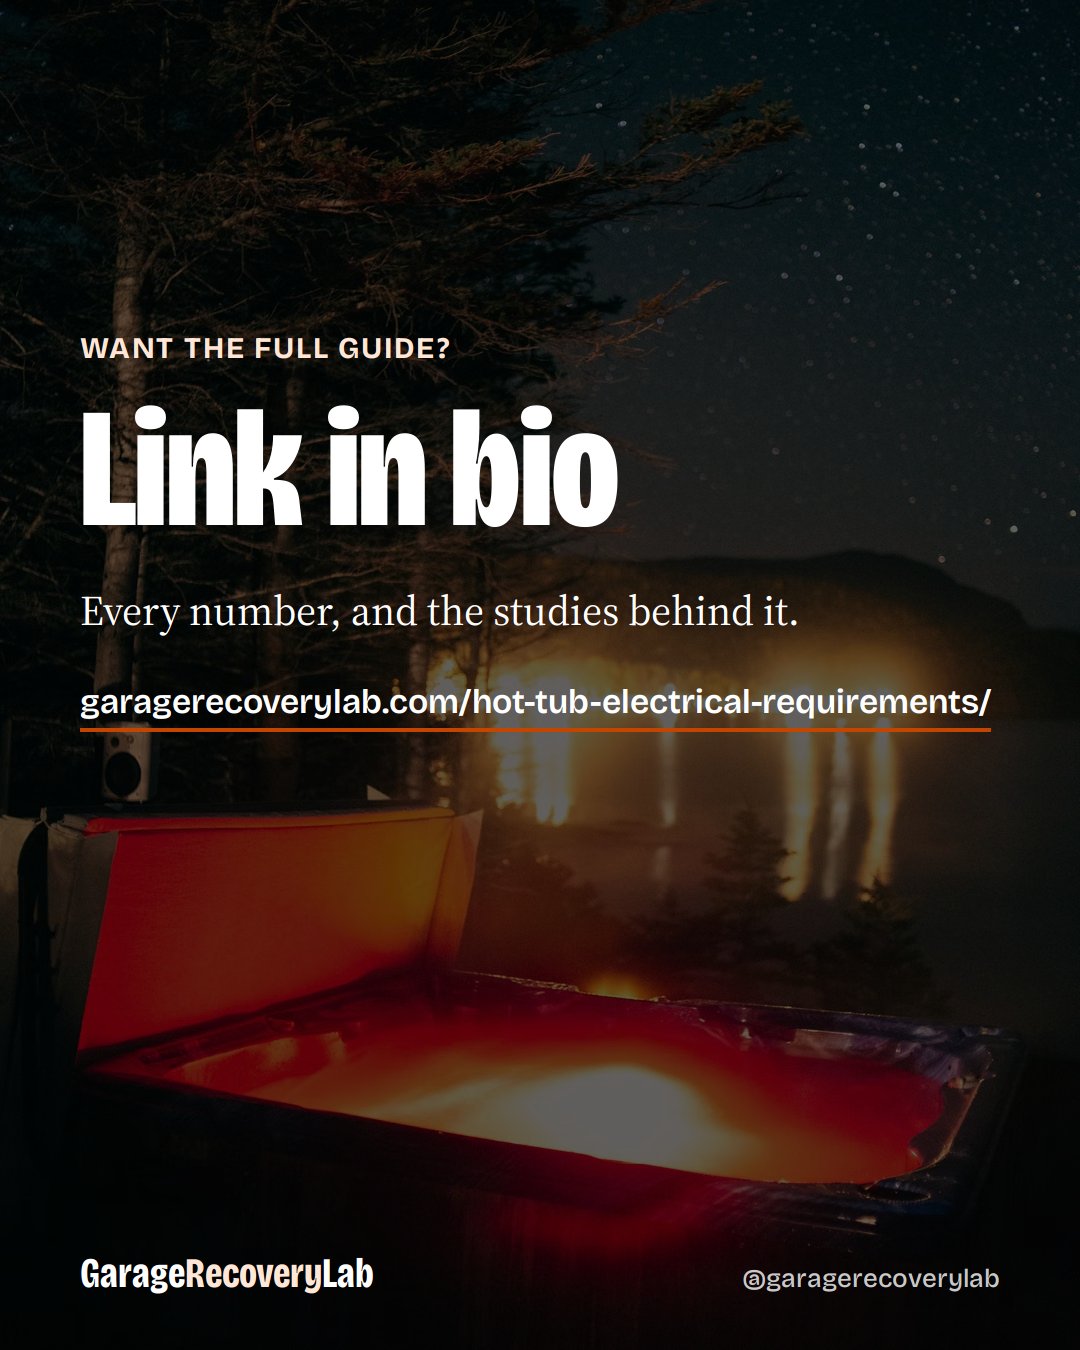 WANT THE FULL GUIDE?
Link in bio
Every number, and the studies behind it.
garagerecoverylab.com/hot-tub-electrical-requirements/
GarageRecoveryLab
@garagerecoverylab